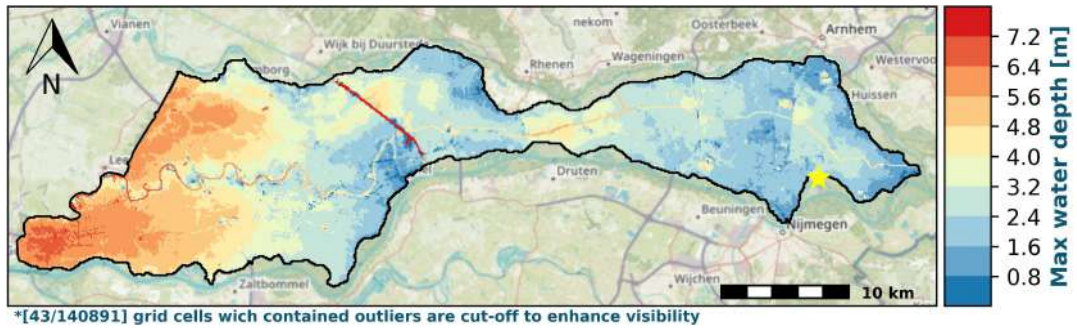 Vianen
nekom
Oosterbeek
Arnhem
Wijk bij Duurstede
Rhenen
Wageningen
Westervoo
Huissen
N
Druten
Beuningen
Nijmegen
Zaltbommel
Wijchen
10 km
7.2
6.4
5.6
4.8
4.0
3.2
2.4
1.6
0.8
Max water depth [m]
*[43/140891] grid cells wich contained outliers are cut-off to enhance visibility